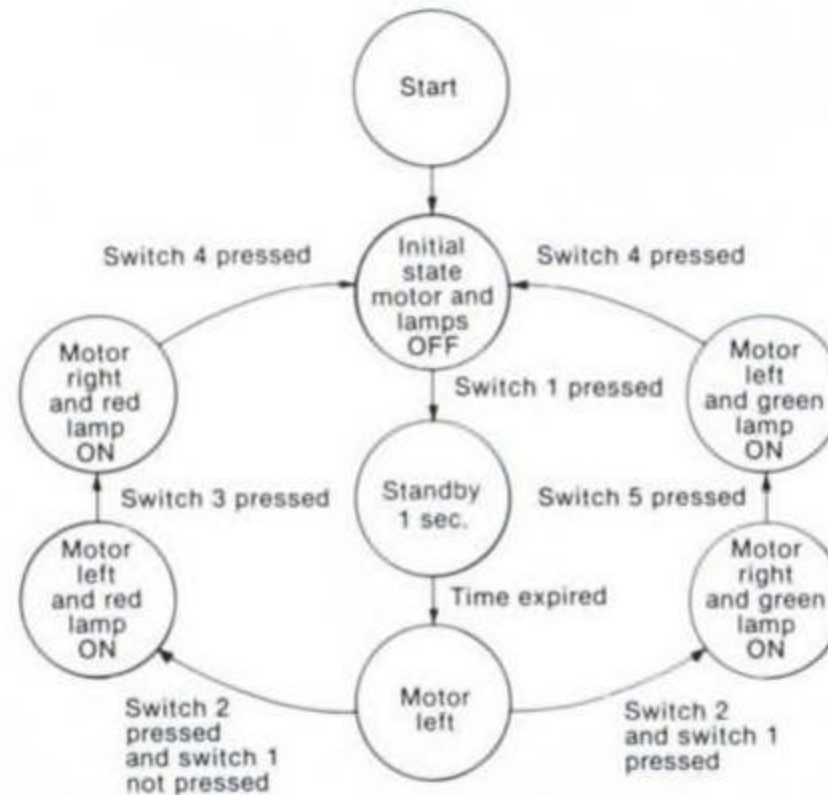 Start
Switch 4 pressed
Initial
state
motor and
lamps
OFF
Switch 4 pressed
Motor
right
and red
lamp
ON
Switch 1 pressed
Motor
left
and green
lamp
ON
Switch 3 pressed
Standby
1 sec.
Switch 5 pressed
Motor
left
and red
lamp
ON
Time expired
Motor
right
and green
lamp
ON
Switch 2
pressed
and switch 1
not pressed
Motor
left
Switch 2
and switch 1
pressed